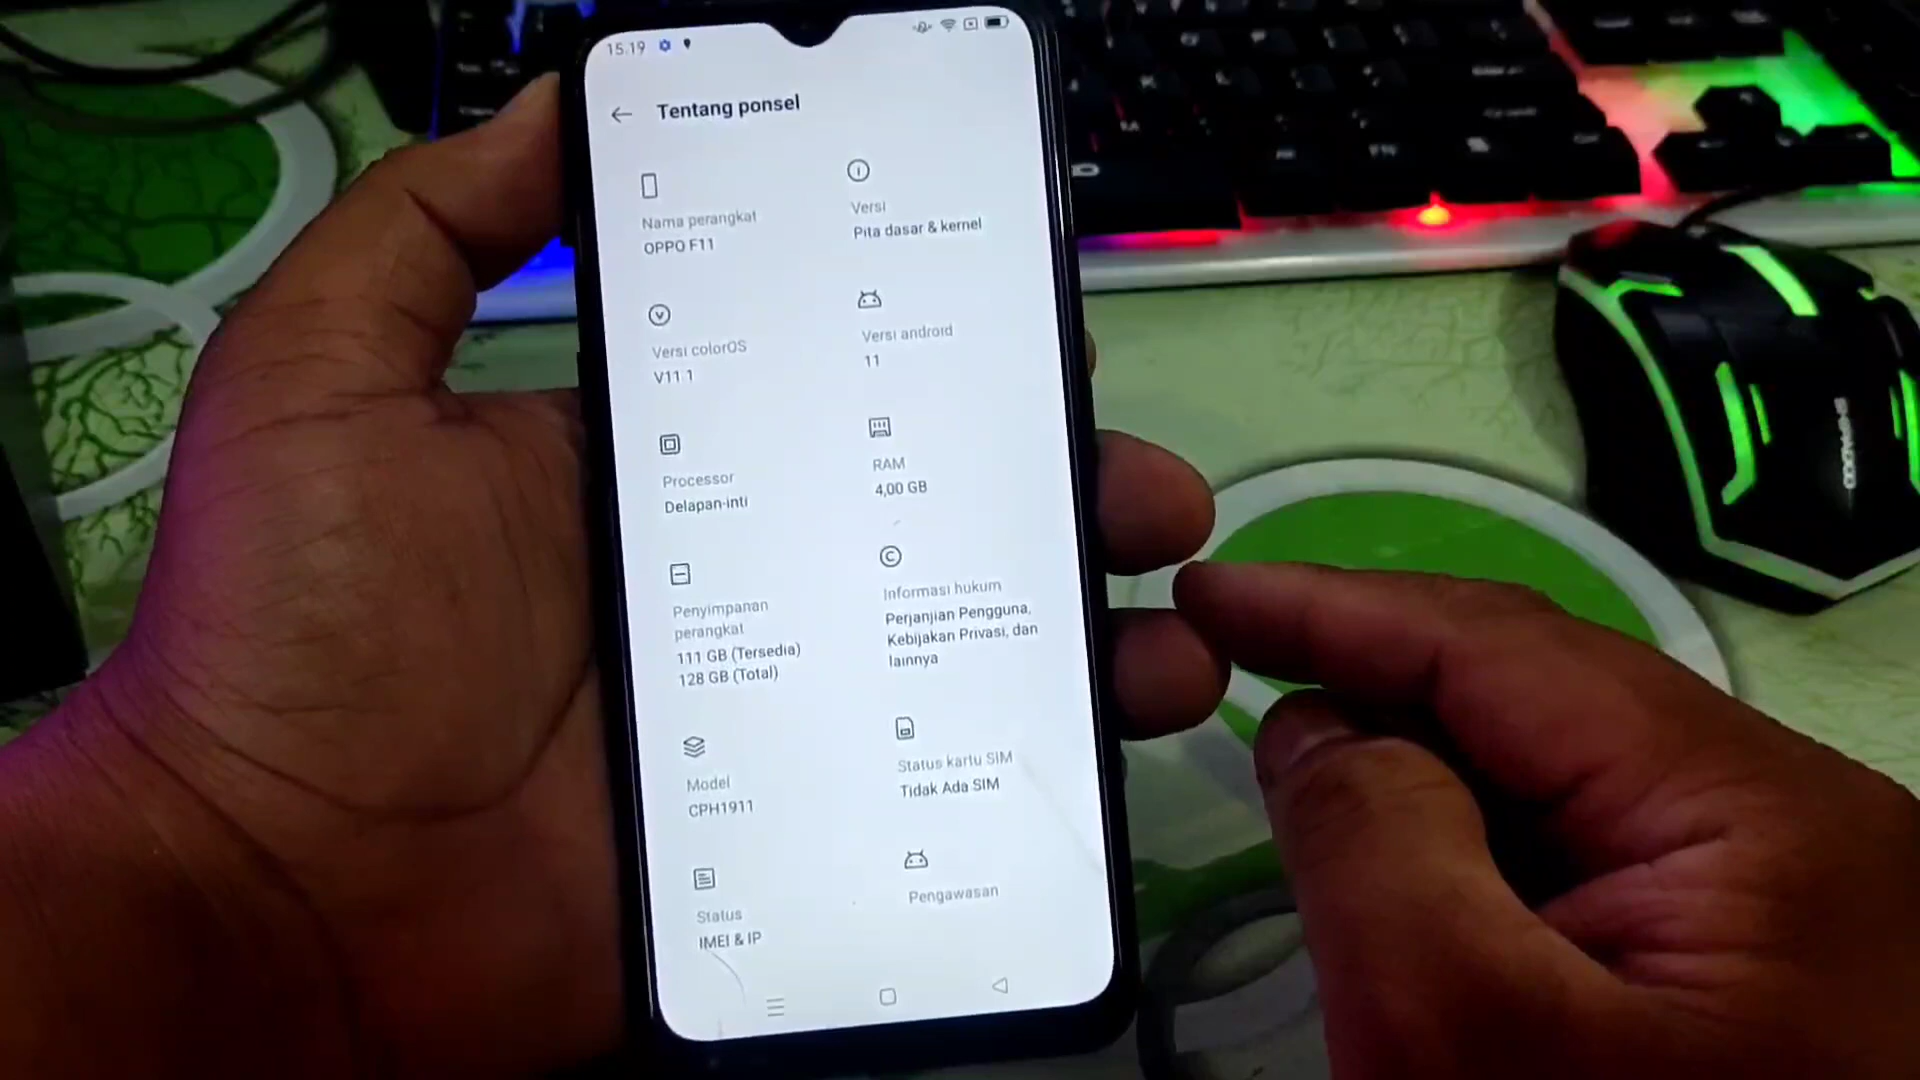 15.19
Tentang ponsel
Nama perangkat
OPPO F11
Versi
Pita dasar & kernel
Versi colorOS
V11.1
Versi android
11
Processor
Delapan-inti
RAM
4,00 GB
Penyimpanan
perangkat
111 GB (Tersedia)
128 GB (Total)
Informasi hukum
Perjanjian Pengguna,
Kebijakan Privasi, dan
lainnya
Model
CPH1911
Status kartu SIM
Tidak Ada SIM
Status
IMEI & IP
Pengawasan